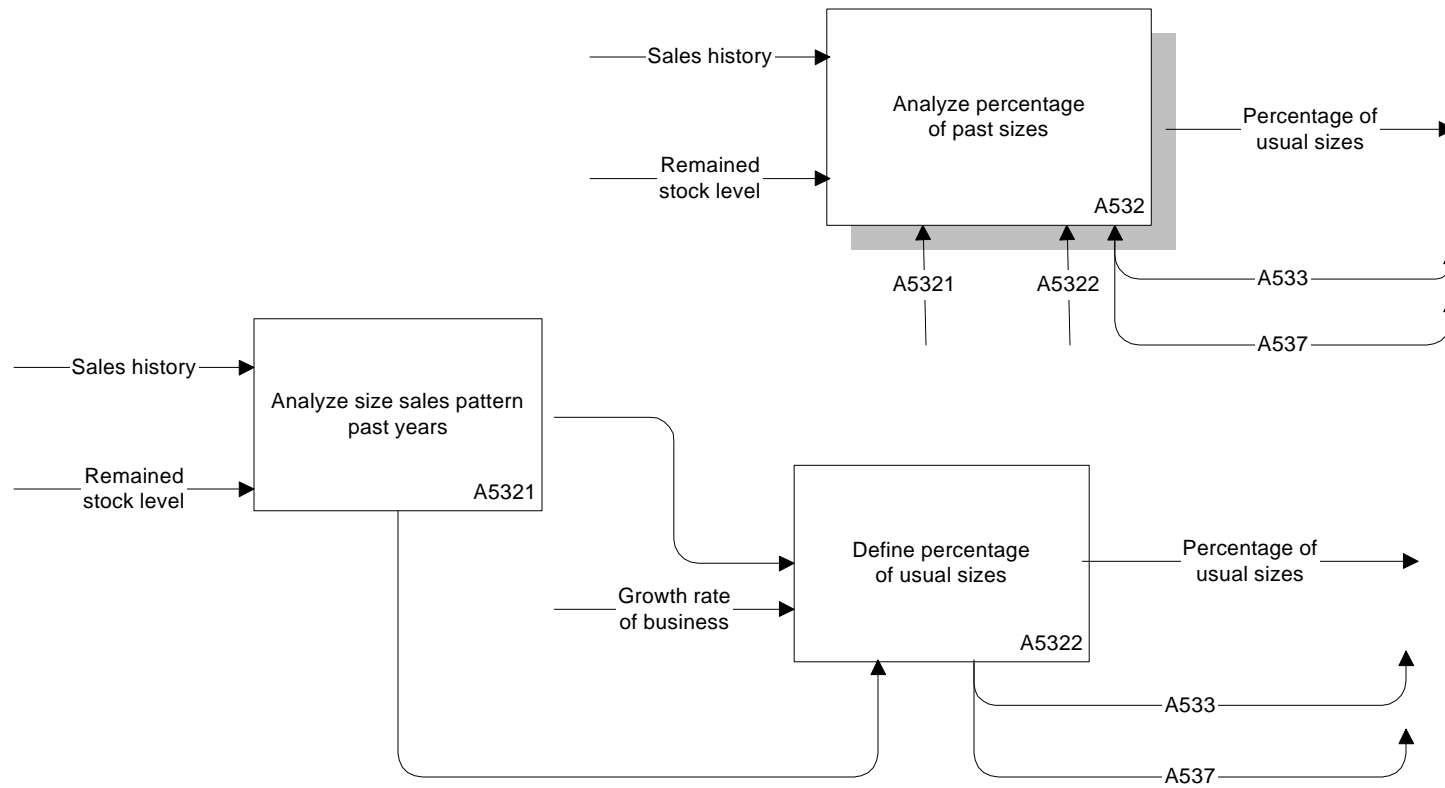 Sales history
Analyze percentage
of past sizes
Percentage of
usual sizes
Remained
stock level
A532
A5321
A5322
A533
A537
Sales history
Analyze size sales pattern
past years
Remained
stock level
A5321
Define percentage
of usual sizes
Percentage of
usual sizes
Growth rate
of business
A5322
A533
A537